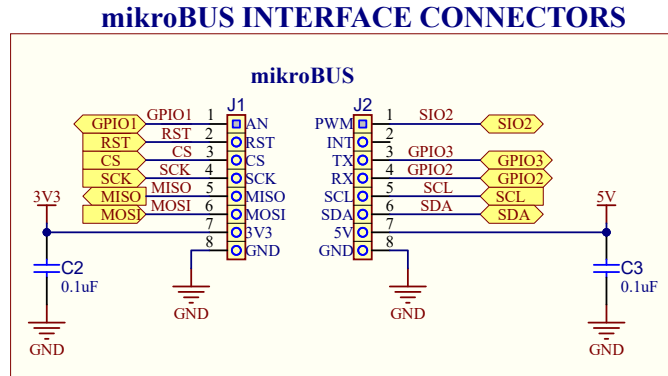 mikroBUS INTERFACE CONNECTORS
mikroBUS
J1
J2
GPIO1 GPIO1 1 AN
RST RST 2 RST
CS CS 3 CS
SCK SCK 4 SCK
MISO MISO 5 MISO
MOSI MOSI 6 MOSI
7 3V3
8 GND
PWM 1 SIO2 SIO2
INT 2
TX 3 GPIO3 GPIO3
RX 4 GPIO2 GPIO2
SCL 5 SCL SCL
SDA 6 SDA SDA
5V 7
GND 8
3V3
C2
0.1uF
GND
GND
GND
5V
C3
0.1uF
GND